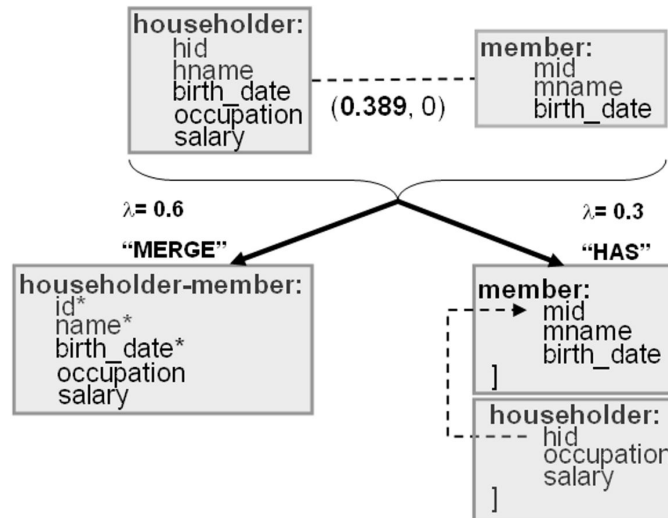 householder:
hid
hname
birth_date
occupation
salary
member:
mid
mname
birth_date
(0.389, 0)
λ= 0.6
λ= 0.3
“MERGE”
“HAS”
householder-member:
id*
name*
birth_date*
occupation
salary
member:
mid
mname
birth_date
]
householder:
hid
occupation
salary
]